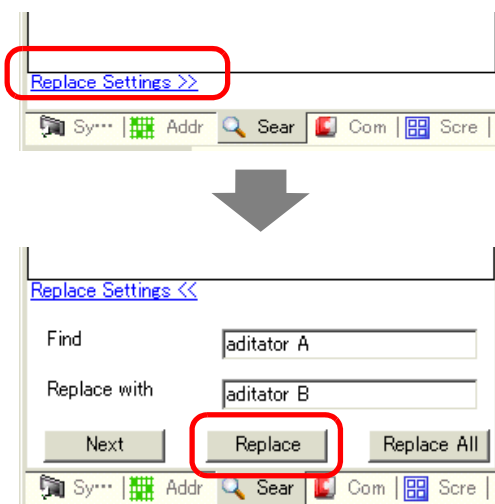 Replace Settings >>
Sy... Addr Sear Com Scre
Replace Settings <<
Find aditator A
Replace with aditator B
Next Replace Replace All
Sy... Addr Sear Com Scre